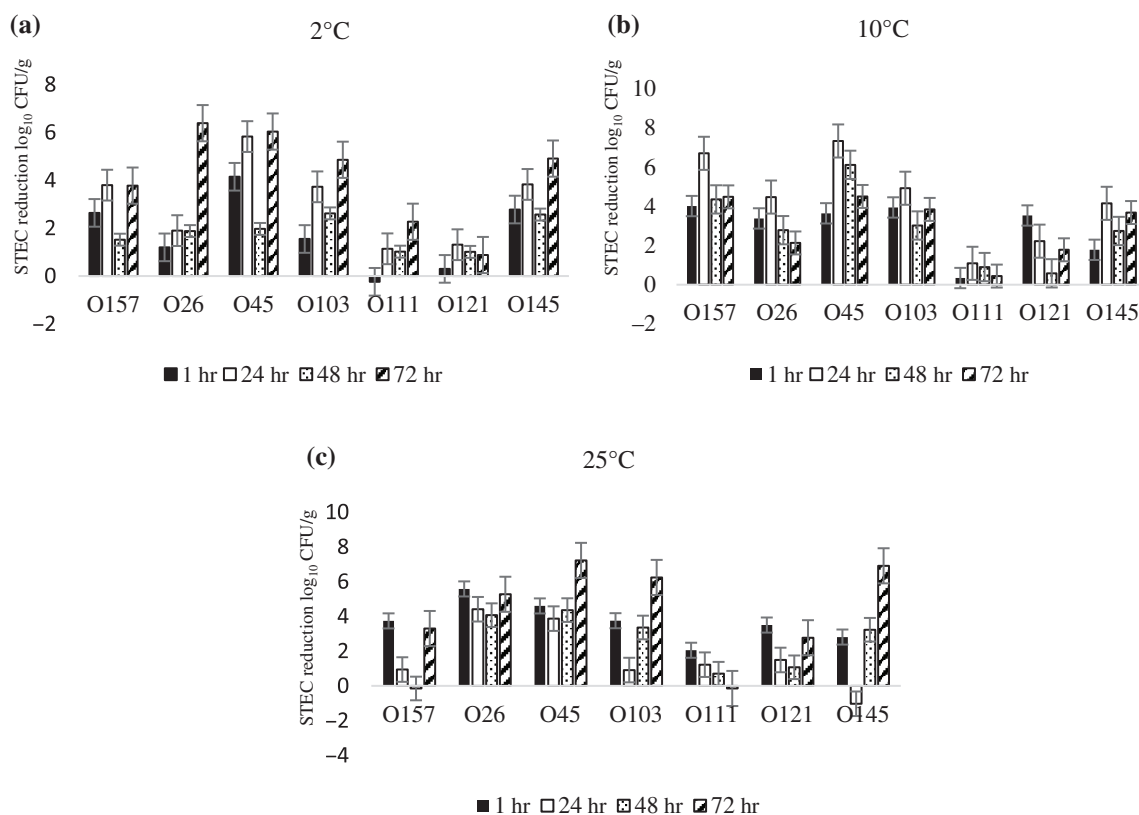 (a)
2°C
STEC reduction log₁₀ CFU/g
8
6
4
2
0
−2
O157 O26 O45 O103 O111 O121 O145
1 hr 24 hr 48 hr 72 hr
(b)
10°C
STEC reduction log₁₀ CFU/g
10
8
6
4
2
0
−2
O157 O26 O45 O103 O111 O121 O145
1 hr 24 hr 48 hr 72 hr
(c)
25°C
STEC reduction log₁₀ CFU/g
10
8
6
4
2
0
−2
−4
O157 O26 O45 O103 O111 O121 O145
1 hr 24 hr 48 hr 72 hr